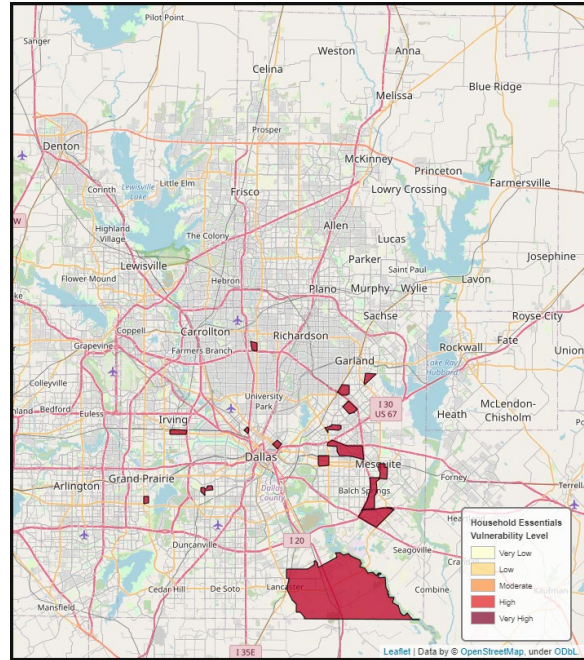 Pilot Point
Sanger
Weston
Anna
Celina
Melissa
Blue Ridge
Denton
Prosper
McKinney
Princeton
Farmersville
Corinth
Lewisville
Lake
Little Elm
Frisco
Lowry Crossing
Highland
Village
The Colony
Allen
Lucas
Parker
Saint Paul
Josephine
Lewisville
Flower Mound
Hebron
Plano
Murphy
Wylie
Lavon
Sachse
Royse City
Coppell
Carrollton
Richardson
Grapevine
Farmers Branch
Garland
Rockwall
Fate
Union
Lake Ray
Hubbard
Colleyville
University
Park
I 30
US 67
McLendon-
Chisholm
Heath
Bedford
Euless
Irving
Dallas
Mesquite
Forney
Terrell
Arlington
Grand Prairie
Dallas
County
Balch Springs
I 20
Duncanville
Seagoville
Combine
Cedar Hill
De Soto
Lancaster
Mansfield
I 35E
Kaufman
Household Essentials
Vulnerability Level
Very Low
Low
Moderate
High
Very High
Leaflet | Data by © OpenStreetMap, under ODbL.